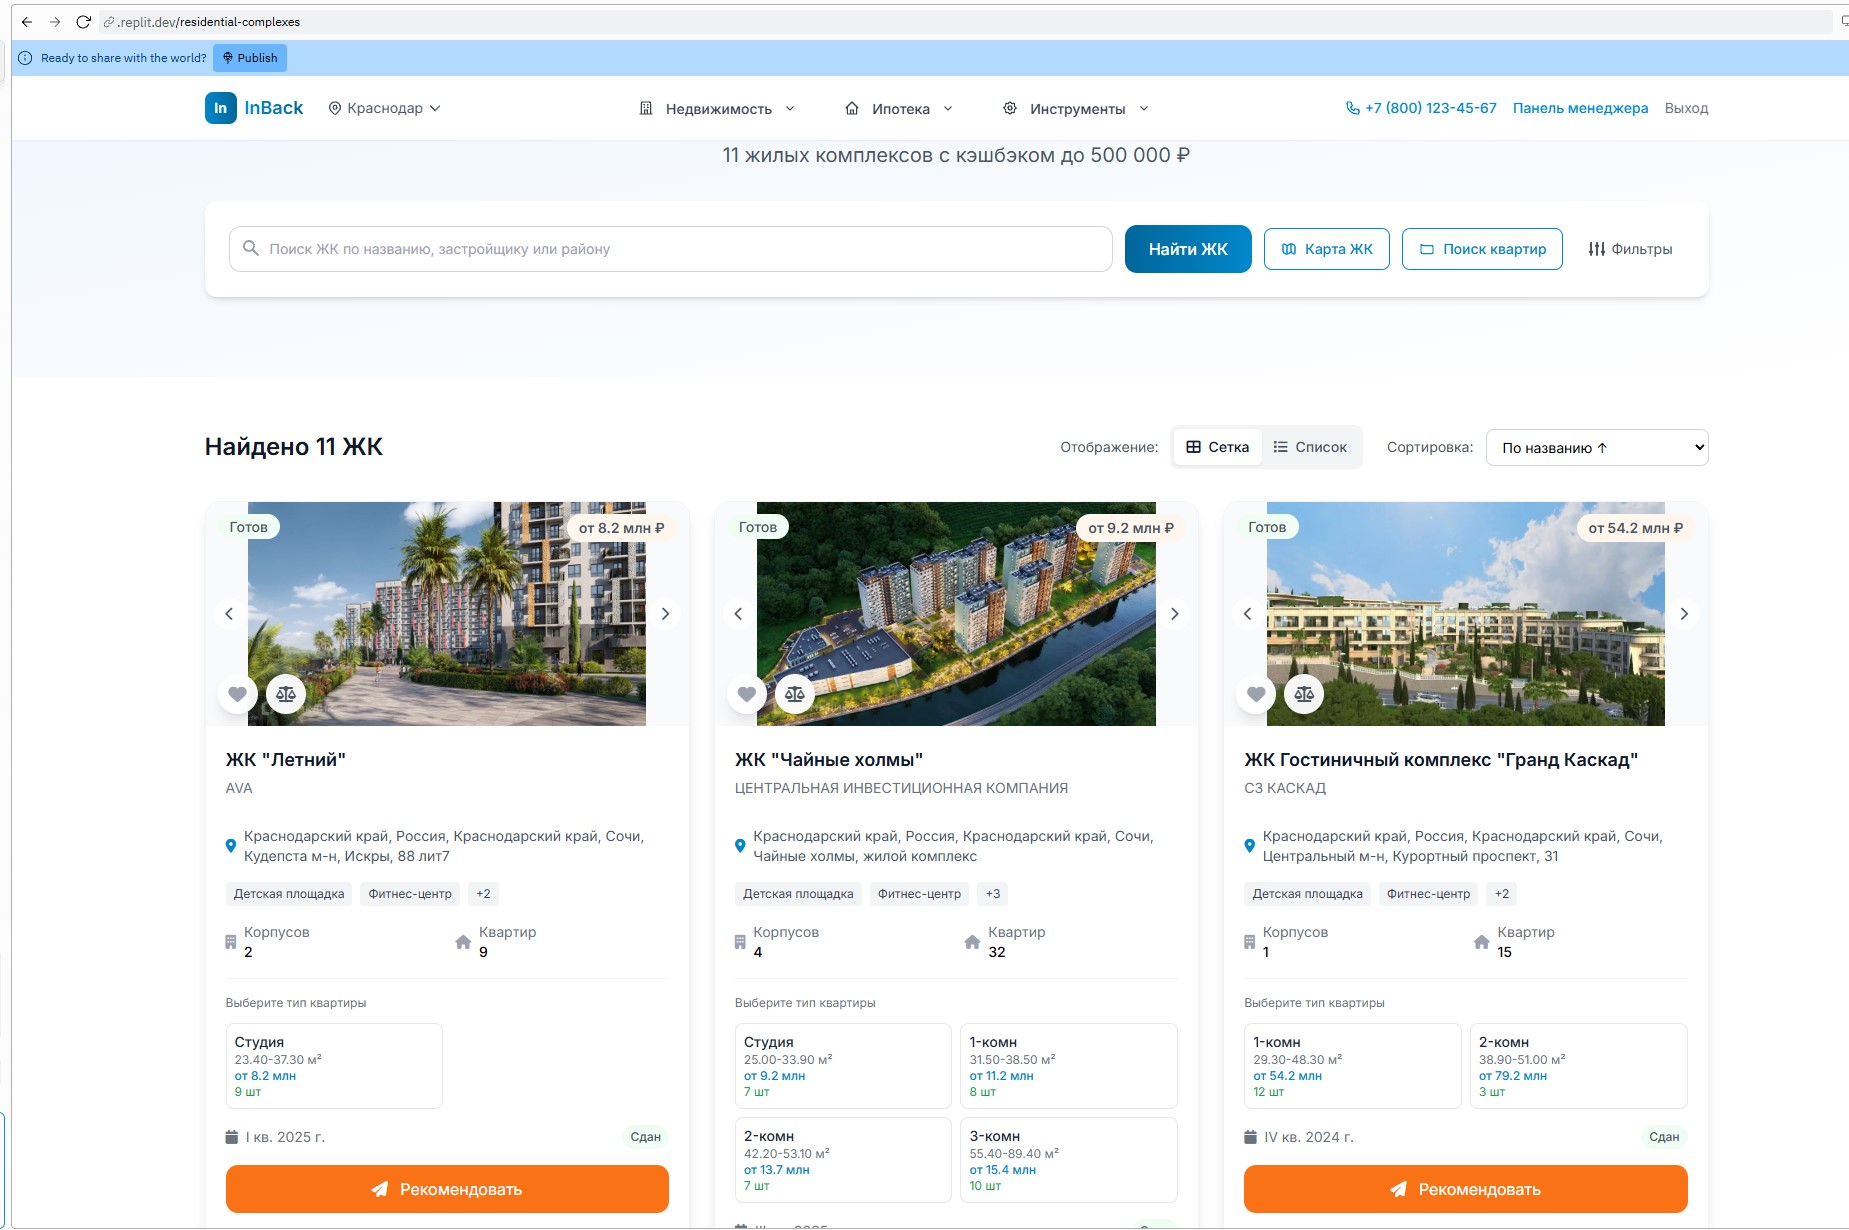 .replit.dev/residential-complexes
Ready to share with the world? Publish
In InBack Краснодар Недвижимость Ипотека Инструменты +7 (800) 123-45-67 Панель менеджера Выход
11 жилых комплексов с кэшбэком до 500 000 ₽
Поиск ЖК по названию, застройщику или району Найти ЖК Карта ЖК Поиск квартир Фильтры
Найдено 11 ЖК Отображение: Сетка Список Сортировка: По названию ↑
Готов от 8.2 млн ₽
ЖК "Летний"
AVA
Краснодарский край, Россия, Краснодарский край, Сочи,
Кудепста м-н, Искры, 88 лит7
Детская площадка Фитнес-центр +2
Корпусов Квартир
2 9
Выберите тип квартиры
Студия
23.40-37.30 м²
от 8.2 млн
9 шт
I кв. 2025 г. Сдан
Рекомендовать
Готов от 9.2 млн ₽
ЖК "Чайные холмы"
ЦЕНТРАЛЬНАЯ ИНВЕСТИЦИОННАЯ КОМПАНИЯ
Краснодарский край, Россия, Краснодарский край, Сочи,
Чайные холмы, жилой комплекс
Детская площадка Фитнес-центр +3
Корпусов Квартир
4 32
Выберите тип квартиры
Студия 1-комн
25.00-33.90 м² 31.50-38.50 м²
от 9.2 млн от 11.2 млн
7 шт 8 шт
2-комн 3-комн
42.20-53.10 м² 55.40-89.40 м²
от 13.7 млн от 15.4 млн
7 шт 10 шт
Готов от 54.2 млн ₽
ЖК Гостиничный комплекс "Гранд Каскад"
СЗ КАСКАД
Краснодарский край, Россия, Краснодарский край, Сочи,
Центральный м-н, Курортный проспект, 31
Детская площадка Фитнес-центр +2
Корпусов Квартир
1 15
Выберите тип квартиры
1-комн 2-комн
29.30-48.30 м² 38.90-51.00 м²
от 54.2 млн от 79.2 млн
12 шт 3 шт
IV кв. 2024 г. Сдан
Рекомендовать